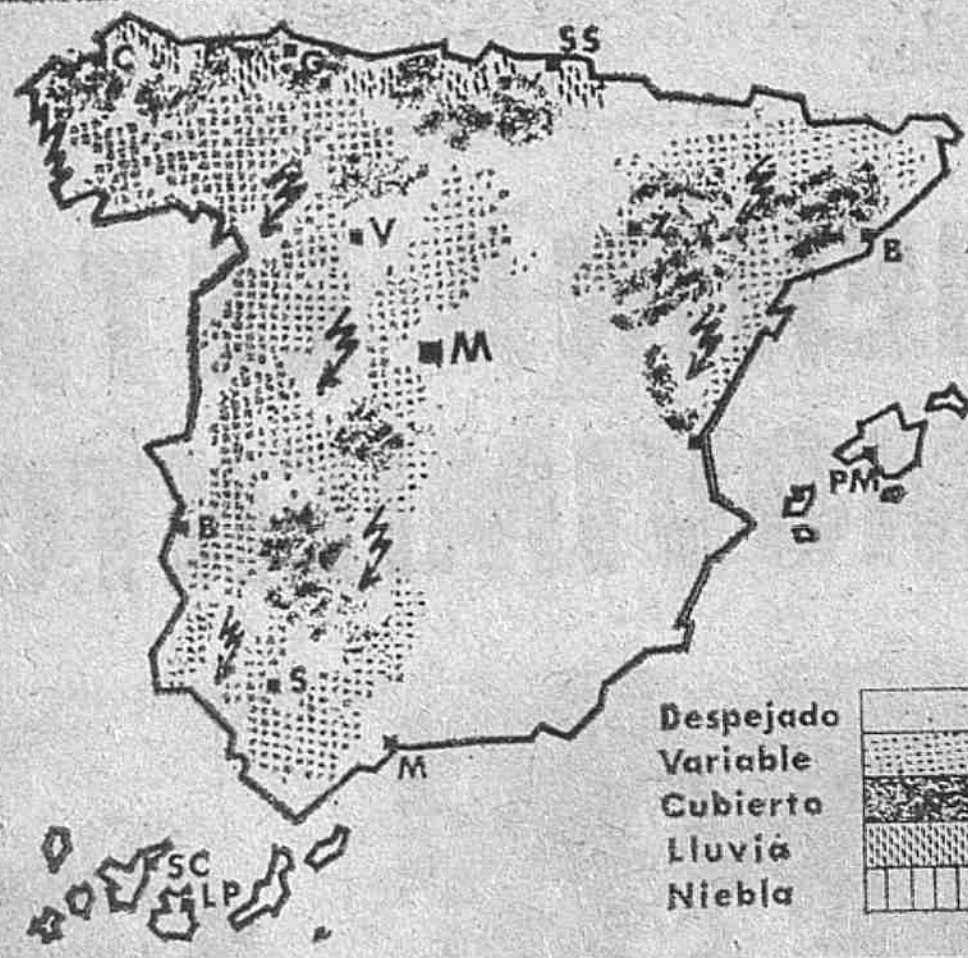 SS
C
G
V
B
M
PM
B
S
M
SC
LP
Despejado
Variable
Cubierto
Lluvia
Niebla